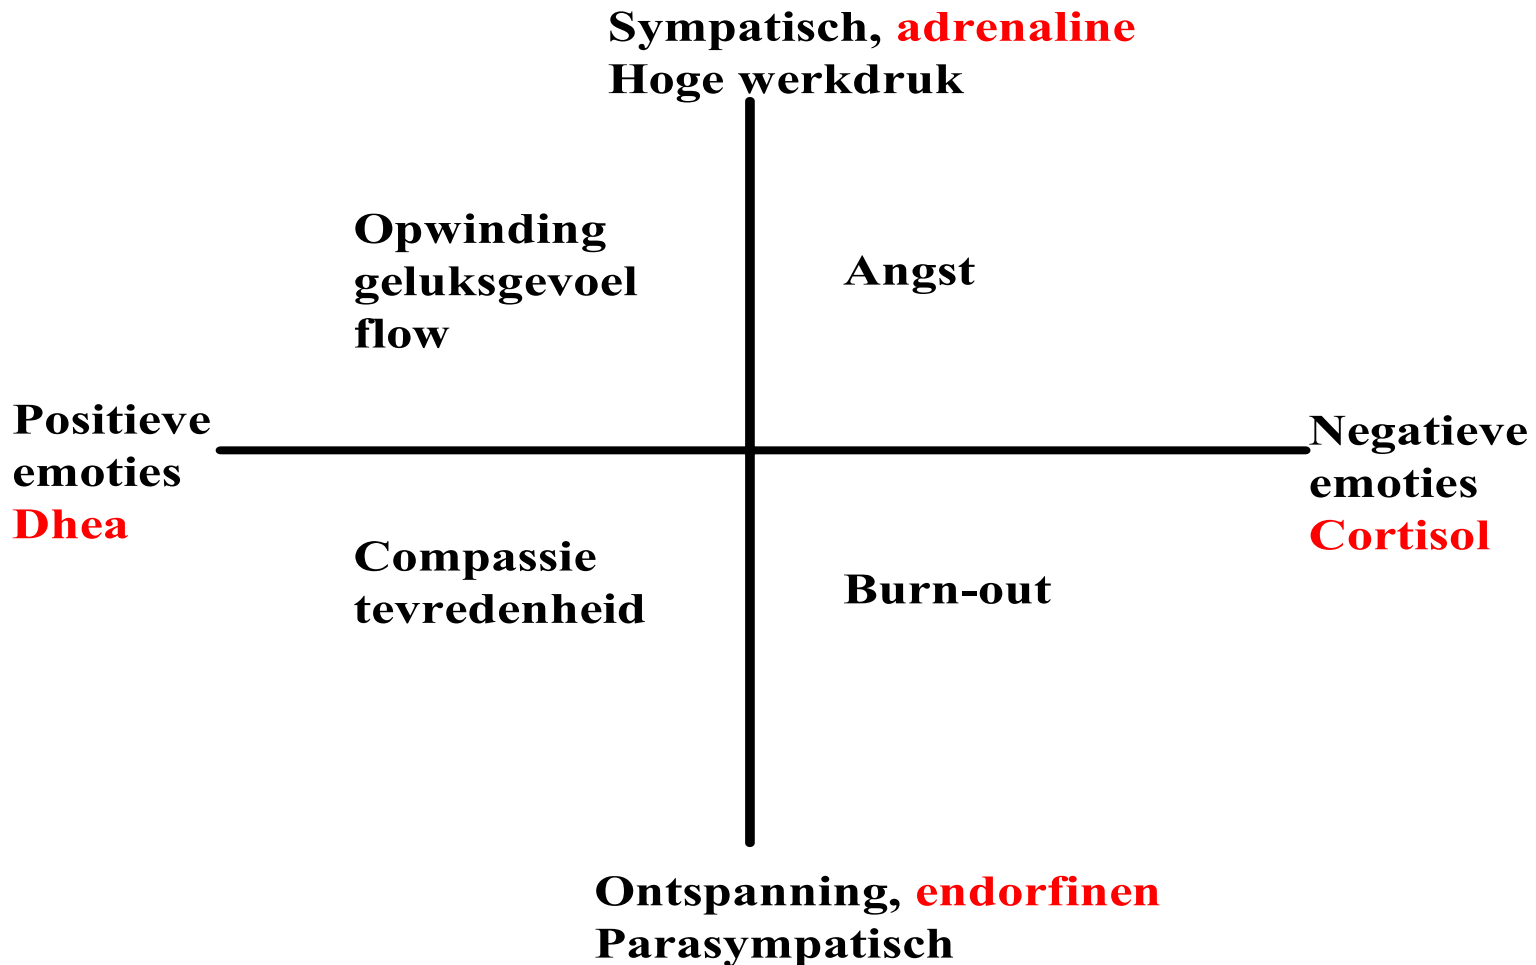 Sympatisch, adrenaline
Hoge werkdruk
Opwinding
geluksgevoel
flow
Angst
Positieve
emoties
Dhea
Negatieve
emoties
Cortisol
Compassie
tevredenheid
Burn-out
Ontspanning, endorfinen
Parasympatisch